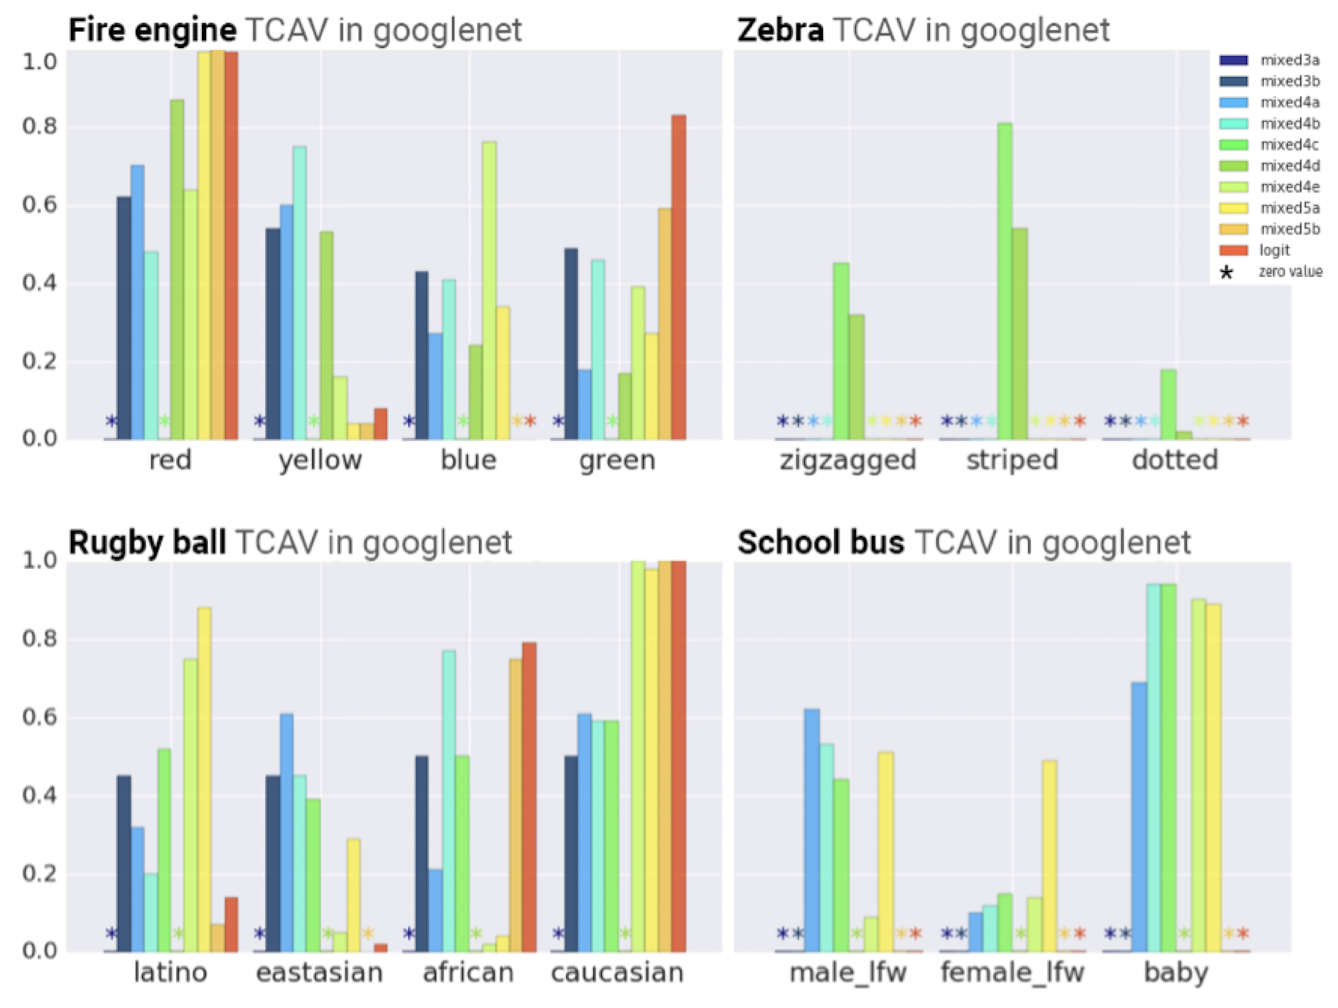 Fire engine TCAV in googlenet
1.0
0.8
0.6
0.4
0.2
0.0
* * * * * * * * * *
red yellow blue green
Zebra TCAV in googlenet
mixed3a
mixed3b
mixed4a
mixed4b
mixed4c
mixed4d
mixed4e
mixed5a
mixed5b
logit
* zero value
* * * * * * * * * * * * * * * * * * * * * * * *
zigzagged striped dotted
Rugby ball TCAV in googlenet
1.0
0.8
0.6
0.4
0.2
0.0
* * * * * * * *
latino eastasian african caucasian
School bus TCAV in googlenet
* * * * * * * * * * * * * * *
male_lfw female_lfw baby